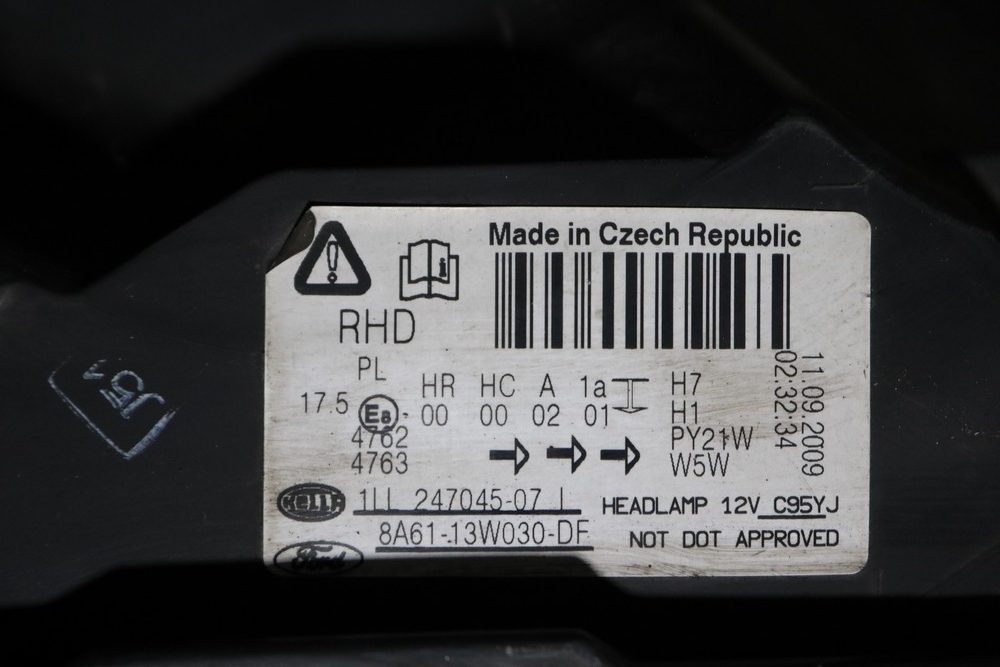 Made in Czech Republic
RHD
PL
17.5
E8
4762
4763
HR HC A 1a
00 00 02 01
H7
H1
PY21W
W5W
11.09.2009
02:32:34
HELLA 1LL 247045-07 L
HEADLAMP 12V C95YJ
Ford 8A61-13W030-DF
NOT DOT APPROVED